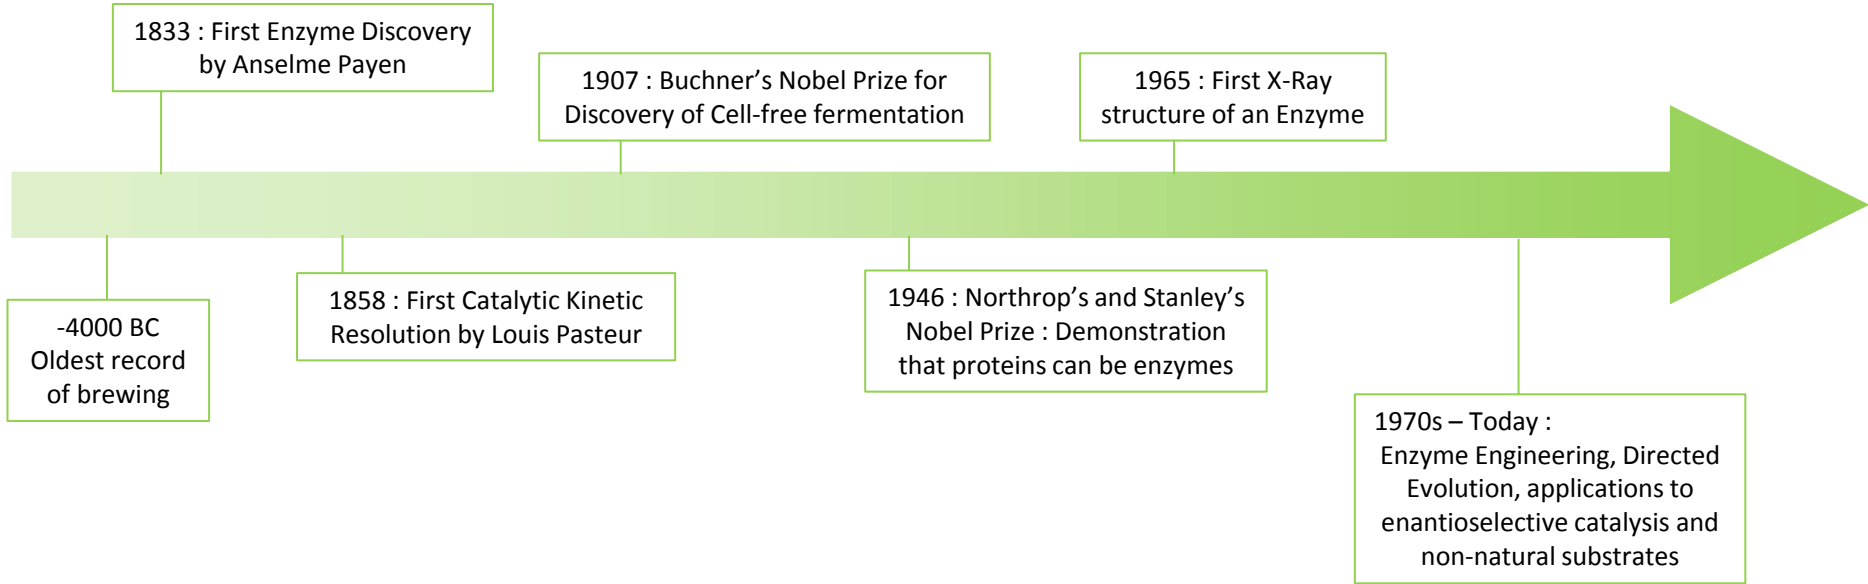 1833 : First Enzyme Discovery
by Anselme Payen
1907 : Buchner’s Nobel Prize for
Discovery of Cell-free fermentation
1965 : First X-Ray
structure of an Enzyme
-4000 BC
Oldest record
of brewing
1858 : First Catalytic Kinetic
Resolution by Louis Pasteur
1946 : Northrop’s and Stanley’s
Nobel Prize : Demonstration
that proteins can be enzymes
1970s – Today :
Enzyme Engineering, Directed
Evolution, applications to
enantioselective catalysis and
non-natural substrates